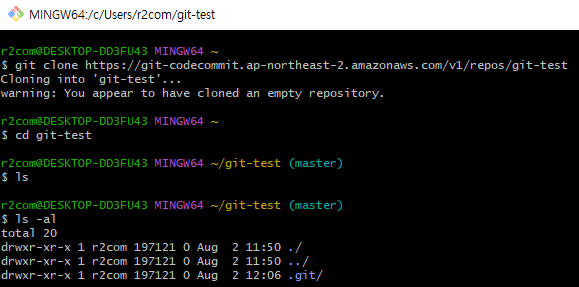 MINGW64:/c/Users/r2com/git-test
r2com@DESKTOP-DD3FU43 MINGW64 ~
$ git clone https://git-codecommit.ap-northeast-2.amazonaws.com/v1/repos/git-test
Cloning into 'git-test'...
warning: You appear to have cloned an empty repository.
r2com@DESKTOP-DD3FU43 MINGW64 ~
$ cd git-test
r2com@DESKTOP-DD3FU43 MINGW64 ~/git-test (master)
$ ls
r2com@DESKTOP-DD3FU43 MINGW64 ~/git-test (master)
$ ls -al
total 20
drwxr-xr-x 1 r2com 197121 0 Aug  2 11:50 ./
drwxr-xr-x 1 r2com 197121 0 Aug  2 11:50 ../
drwxr-xr-x 1 r2com 197121 0 Aug  2 12:06 .git/